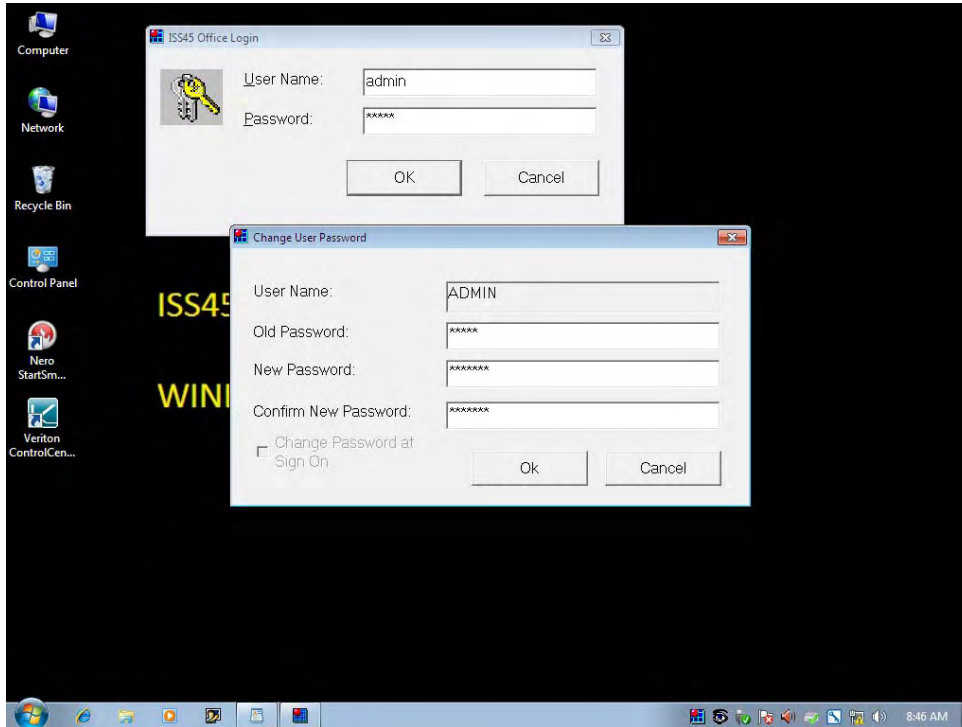 Computer
Network
Recycle Bin
Control Panel
Nero
StartSm...
Veriton
ControlCen...
ISS45 Office Login
User Name:
admin
Password:
*****
OK
Cancel
Change User Password
User Name:
ADMIN
Old Password:
*****
New Password:
*******
Confirm New Password:
*******
Change Password at
Sign On
Ok
Cancel
ISS45
WIN
8:46 AM